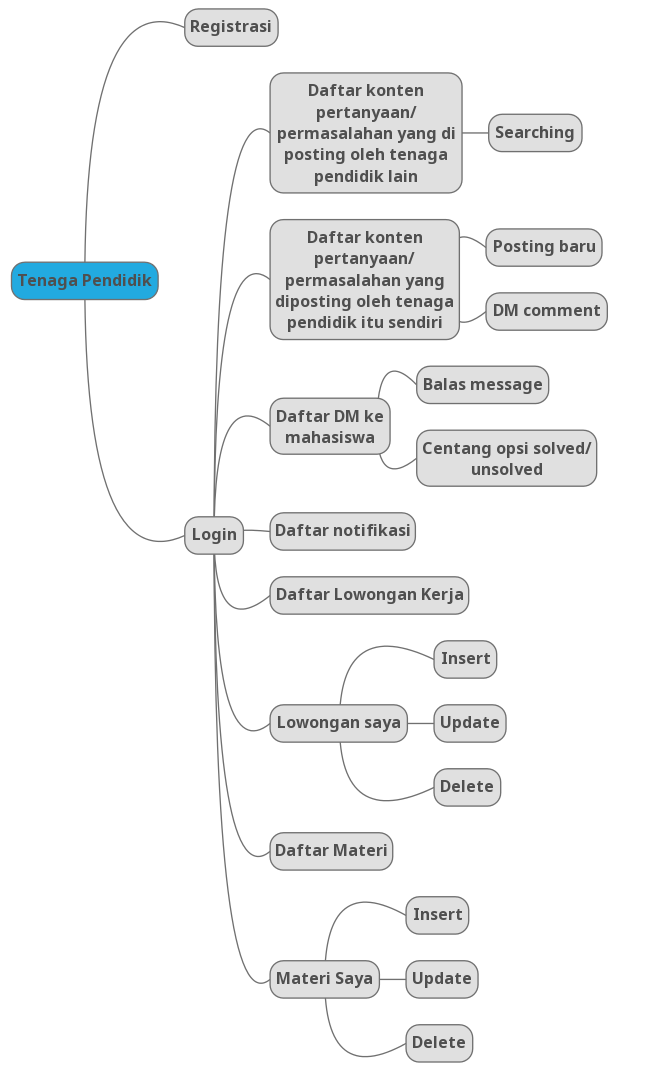 Registrasi
Daftar konten
pertanyaan/
permasalahan yang di
posting oleh tenaga
pendidik lain
Searching
Tenaga Pendidik
Daftar konten
pertanyaan/
permasalahan yang
diposting oleh tenaga
pendidik itu sendiri
Posting baru
DM comment
Daftar DM ke
mahasiswa
Balas message
Centang opsi solved/
unsolved
Login
Daftar notifikasi
Daftar Lowongan Kerja
Lowongan saya
Insert
Update
Delete
Daftar Materi
Materi Saya
Insert
Update
Delete